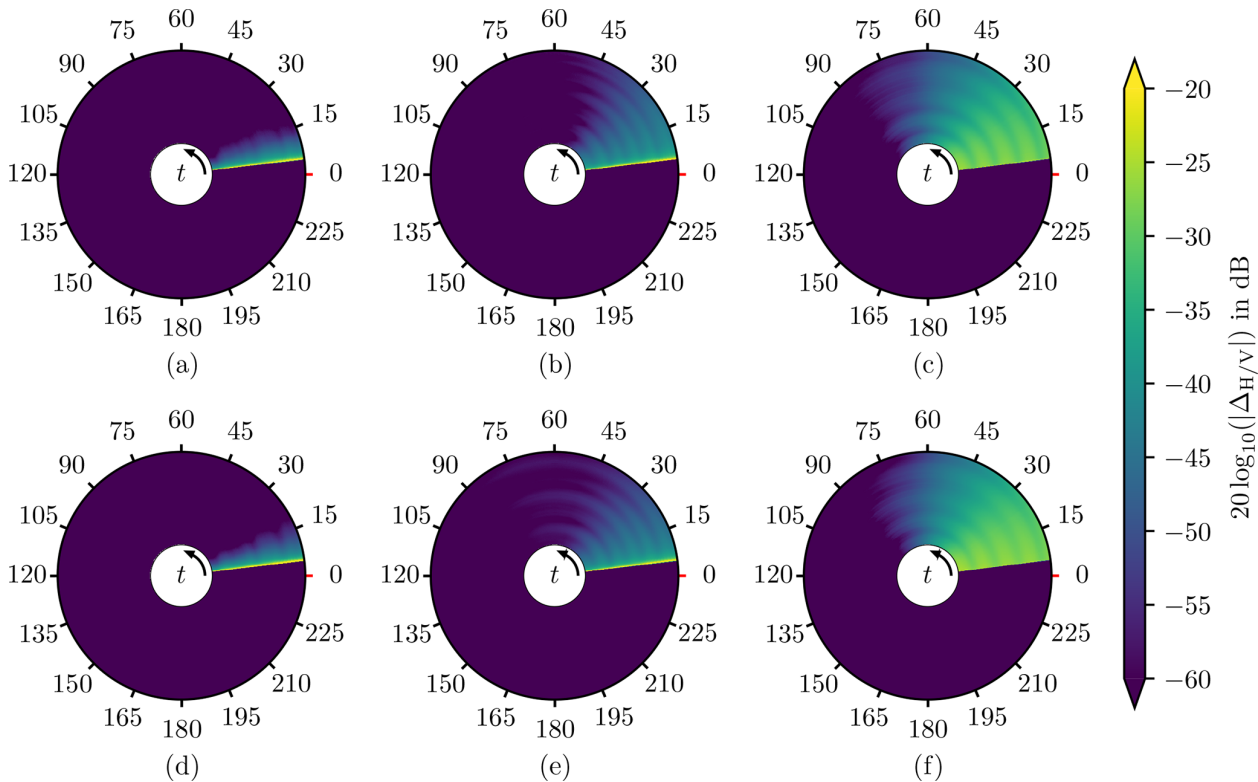 60 60 60
75 45 75 45 75 45
90 30 90 30 90 30
105 15 105 15 105 15
120 t 0 120 t 0 120 t 0
135 225 135 225 135 225
150 210 150 210 150 210
165 195 165 195 165 195
180 180 180
(a) (b) (c)
60 60 60
75 45 75 45 75 45
90 30 90 30 90 30
105 15 105 15 105 15
120 t 0 120 t 0 120 t 0
135 225 135 225 135 225
150 210 150 210 150 210
165 195 165 195 165 195
180 180 180
(d) (e) (f)
−20
−25
−30
−35
−40
−45
−50
−55
−60
20 log10(|ΔH/V|) in dB